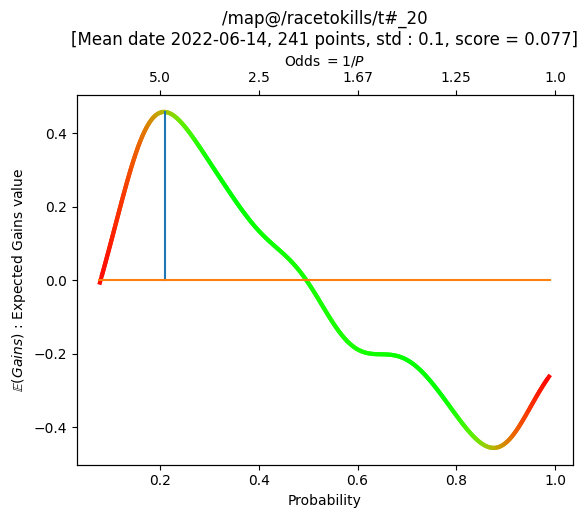 /map@/racetokills/t#_20
[Mean date 2022-06-14, 241 points, std : 0.1, score = 0.077]
Odds = 1/P
5.0 2.5 1.67 1.25 1.0
0.4
0.2
0.0
−0.2
−0.4
𝔼(Gains) : Expected Gains value
0.2 0.4 0.6 0.8 1.0
Probability